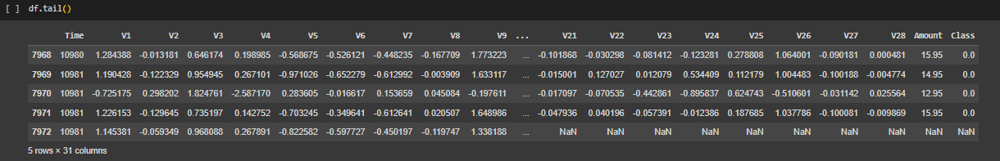 [ ] df.tail()
Time V1 V2 V3 V4 V5 V6 V7 V8 V9 ... V21 V22 V23 V24 V25 V26 V27 V28 Amount Class
7968 10980 1.284388 -0.013181 0.646174 0.198985 -0.568675 -0.526121 -0.448235 -0.167709 1.773223 ... -0.101868 -0.030298 -0.081412 -0.123281 0.278808 1.064001 -0.090181 0.000481 15.95 0.0
7969 10981 1.190428 -0.122329 0.954945 0.267101 -0.971026 -0.652279 -0.612992 -0.003909 1.633117 ... -0.015001 0.127027 0.012079 0.534409 0.112179 1.004483 -0.100188 -0.004774 14.95 0.0
7970 10981 -0.725175 0.298202 1.824761 -2.587170 0.283605 -0.016617 0.153659 0.045084 -0.197611 ... -0.017097 -0.070535 -0.442861 -0.895837 0.624743 -0.510601 -0.031142 0.025564 12.95 0.0
7971 10981 1.226153 -0.129645 0.735197 0.142752 -0.703245 -0.349641 -0.612641 0.020507 1.648986 ... -0.047936 0.040196 -0.057391 -0.012386 0.187685 1.037786 -0.100081 -0.009869 15.95 0.0
7972 10981 1.145381 -0.059349 0.968088 0.267891 -0.822582 -0.597727 -0.450197 -0.119747 1.338188 ... NaN NaN NaN NaN NaN NaN NaN NaN NaN NaN
5 rows × 31 columns